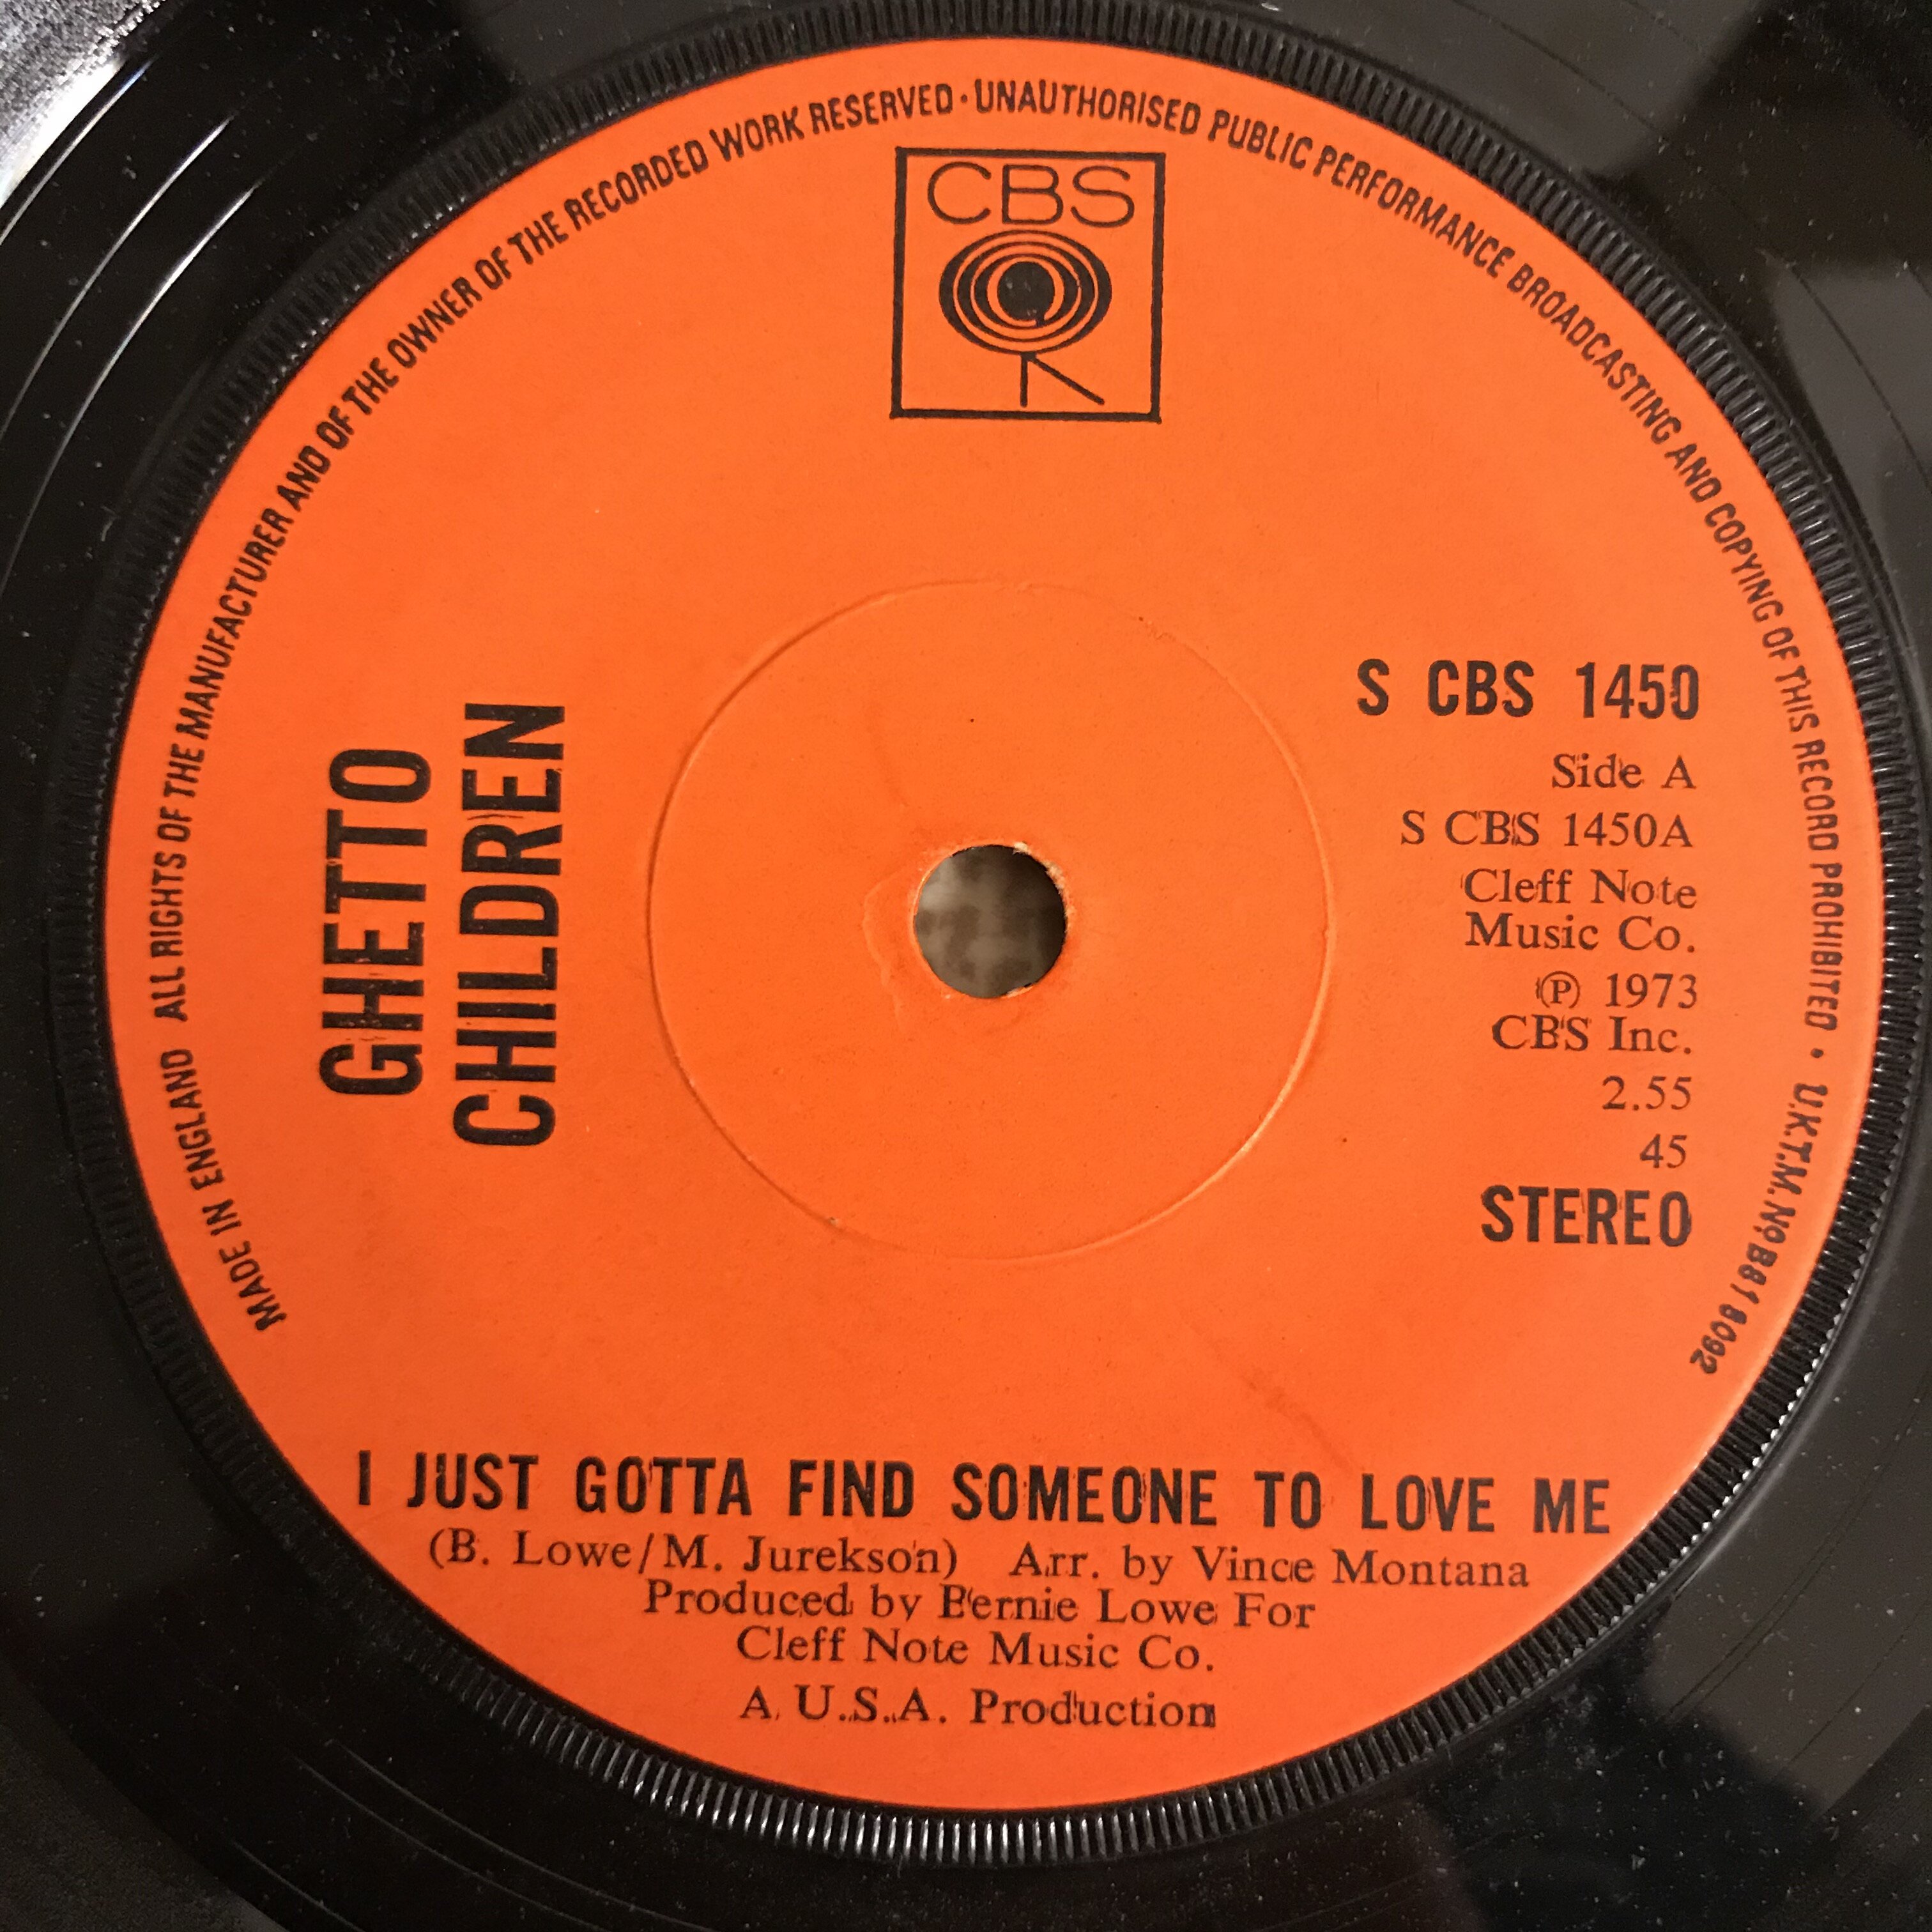 MADE IN ENGLAND ALL RIGHTS OF THE MANUFACTURER AND OF THE OWNER OF THE RECORDED WORK RESERVED · UNAUTHORISED PUBLIC PERFORMANCE BROADCASTING AND COPYING OF THIS RECORD PROHIBITED · U.K.T.M.No B818092
CBS
GHETTO
CHILDREN
S CBS 1450
Side A
S CBS 1450A
Cleff Note
Music Co.
℗ 1973
CBS Inc.
2.55
45
STEREO
I JUST GOTTA FIND SOMEONE TO LOVE ME
(B. Lowe/M. Jurekson) Arr. by Vince Montana
Produced by Bernie Lowe For
Cleff Note Music Co.
A U.S.A. Production